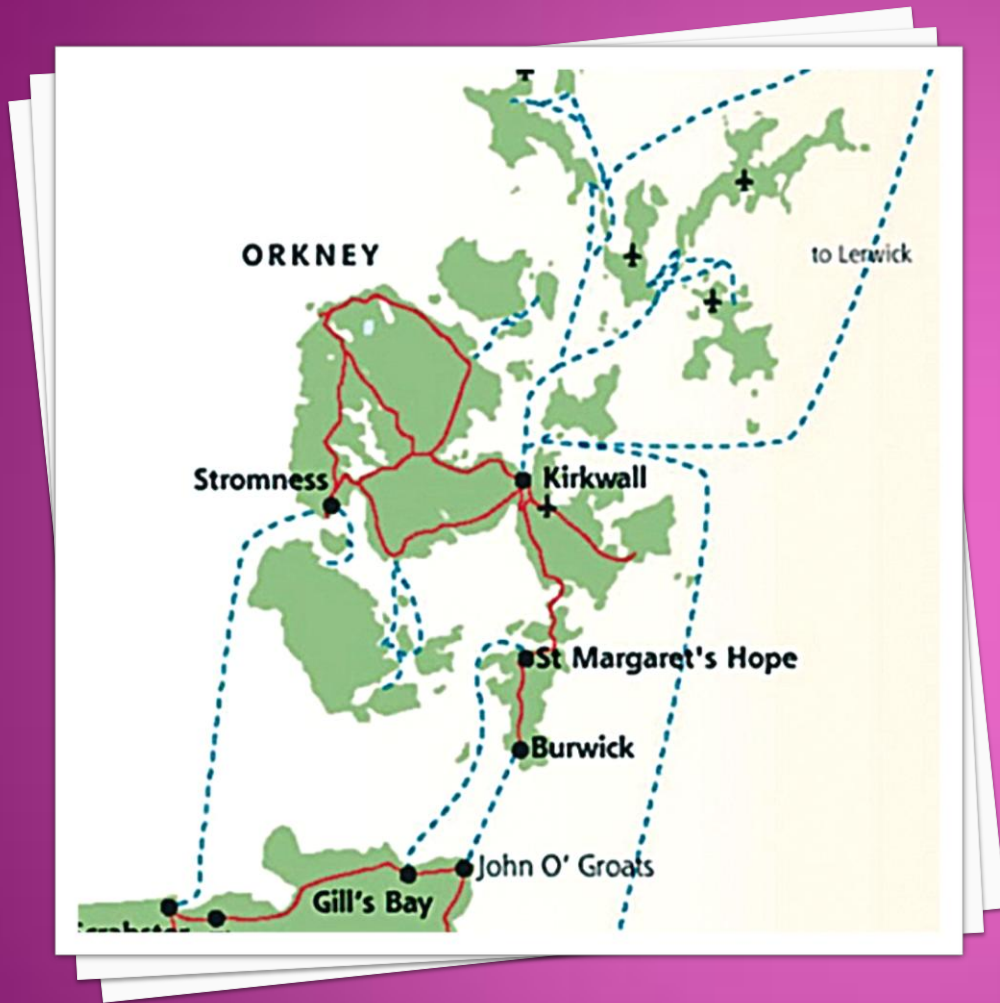 ORKNEY
to Lerwick
Stromness
Kirkwall
St Margaret's Hope
Burwick
John O' Groats
Gill's Bay